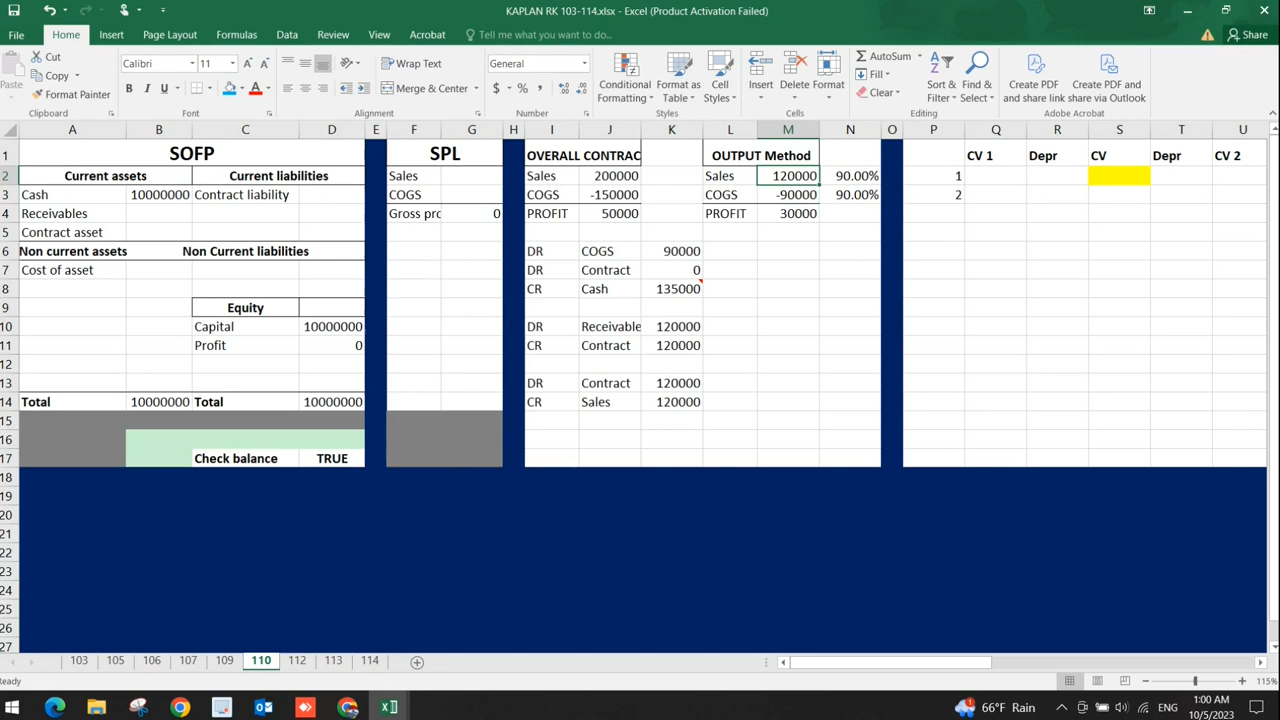 KAPLAN RK 103-114.xlsx - Excel (Product Activation Failed)
File Home Insert Page Layout Formulas Data Review View Acrobat Tell me what you want to do... Share
Paste Cut Copy Format Painter Clipboard
Calibri 11 A A B I U A Font
Wrap Text Merge & Center Alignment
General $ % , Number
Conditional Formatting Format as Table Cell Styles Styles
Insert Delete Format Cells
AutoSum Fill Clear Sort & Filter Find & Select Editing
Create PDF and share link Create PDF and share via Outlook Adobe Acrobat
A B C D E F G H I J K L M N O P Q R S T U
1 SOFP SPL OVERALL CONTRAC OUTPUT Method CV 1 Depr CV Depr CV 2
2 Current assets Current liabilities Sales Sales 200000 Sales 120000 90.00% 1
3 Cash 10000000 Contract liability COGS COGS -150000 COGS -90000 90.00% 2
4 Receivables Gross prc 0 PROFIT 50000 PROFIT 30000
5 Contract asset
6 Non current assets Non Current liabilities DR COGS 90000
7 Cost of asset DR Contract 0
8 CR Cash 135000
9 Equity
10 Capital 10000000 DR Receivable 120000
11 Profit 0 CR Contract 120000
12
13 DR Contract 120000
14 Total 10000000 Total 10000000 CR Sales 120000
15
16
17 Check balance TRUE
18
19
20
21
22
23
24
25
26
27
103 105 106 107 109 110 112 113 114
Ready 115%
66°F Rain ENG 1:00 AM
10/5/2023